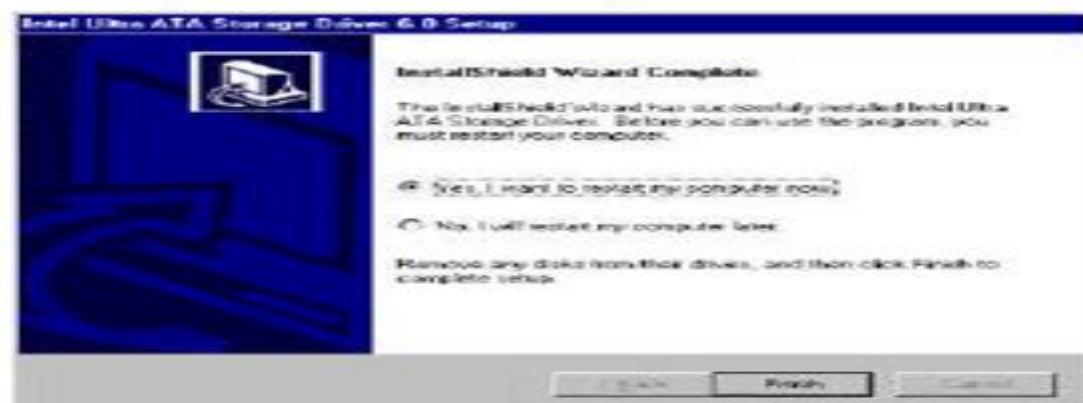 Intel Ultra ATA Storage Driver 6.0 Setup
InstallShield Wizard Complete
The InstallShield Wizard has successfully installed Intel Ultra
ATA Storage Driver. Before you can use the program, you
must restart your computer.
Yes, I want to restart my computer now.
No, I will restart my computer later.
Remove any disks from their drives, and then click Finish to
complete setup.
< Back
Finish
Cancel